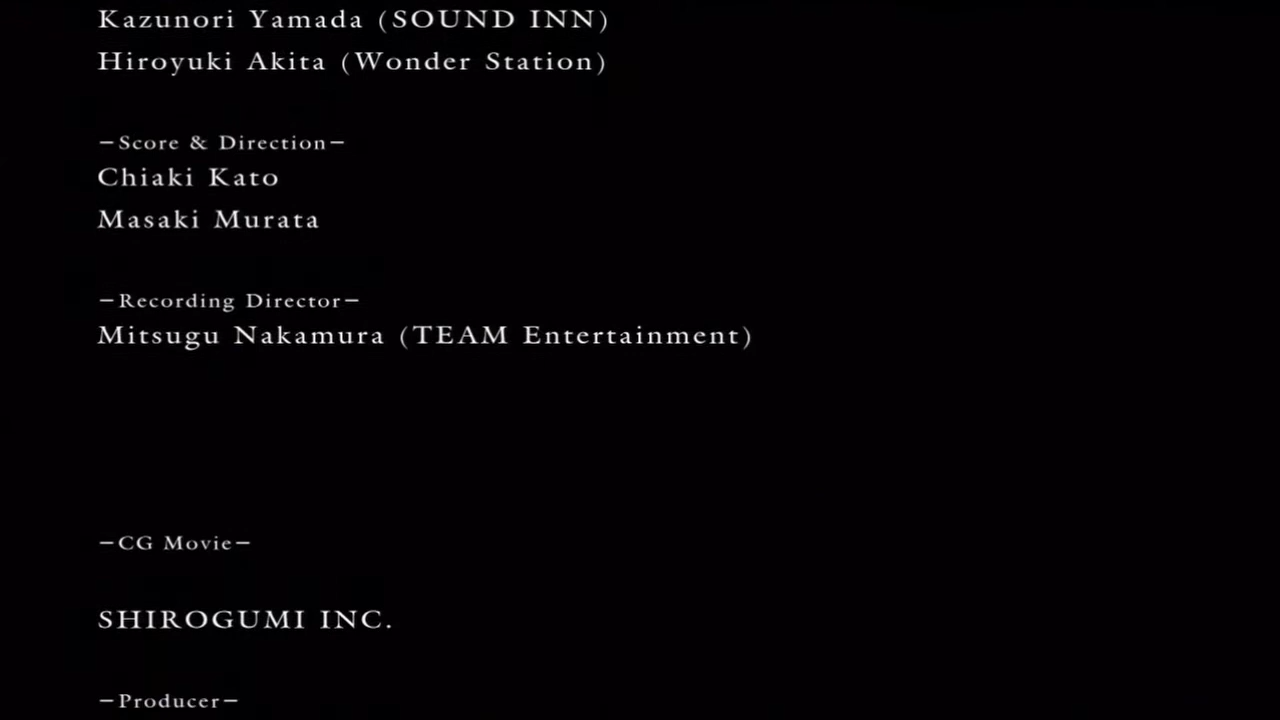 Kazunori Yamada (SOUND INN)
Hiroyuki Akita (Wonder Station)
−Score & Direction−
Chiaki Kato
Masaki Murata
−Recording Director−
Mitsugu Nakamura (TEAM Entertainment)
−CG Movie−
SHIROGUMI INC.
−Producer−